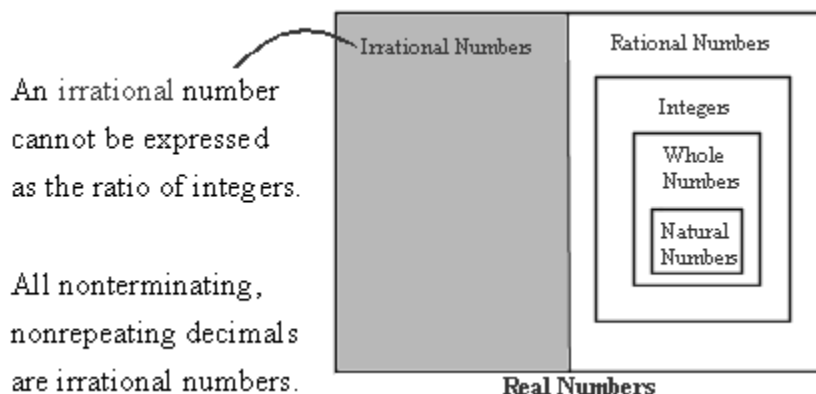 An irrational number
cannot be expressed
as the ratio of integers.
All nonterminating,
nonrepeating decimals
are irrational numbers.
Irrational Numbers
Rational Numbers
Integers
Whole
Numbers
Natural
Numbers
Real Numbers